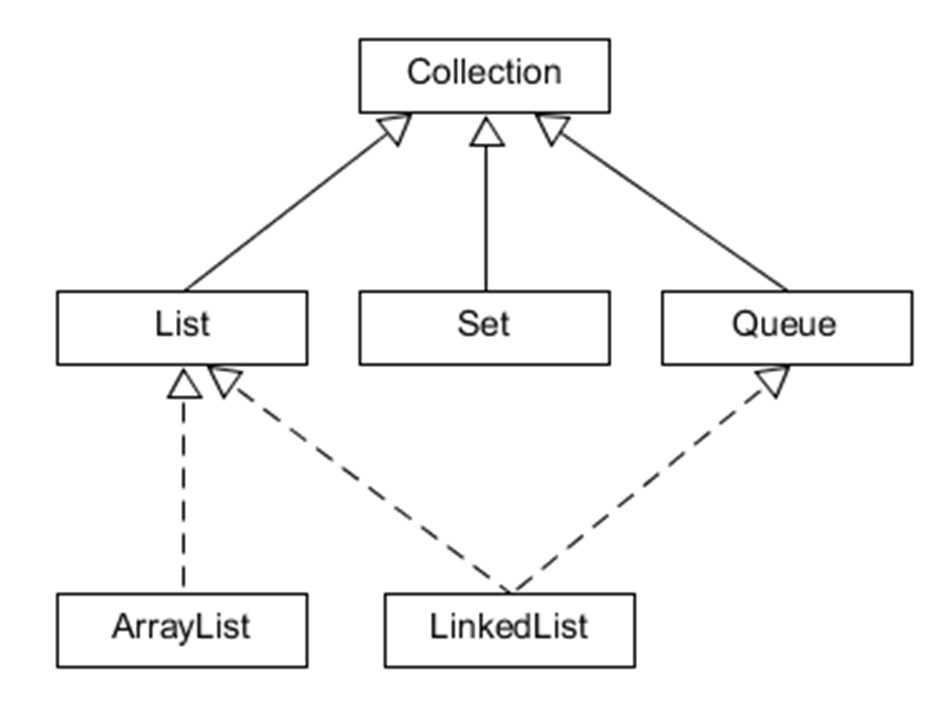 Collection
List
Set
Queue
ArrayList
LinkedList